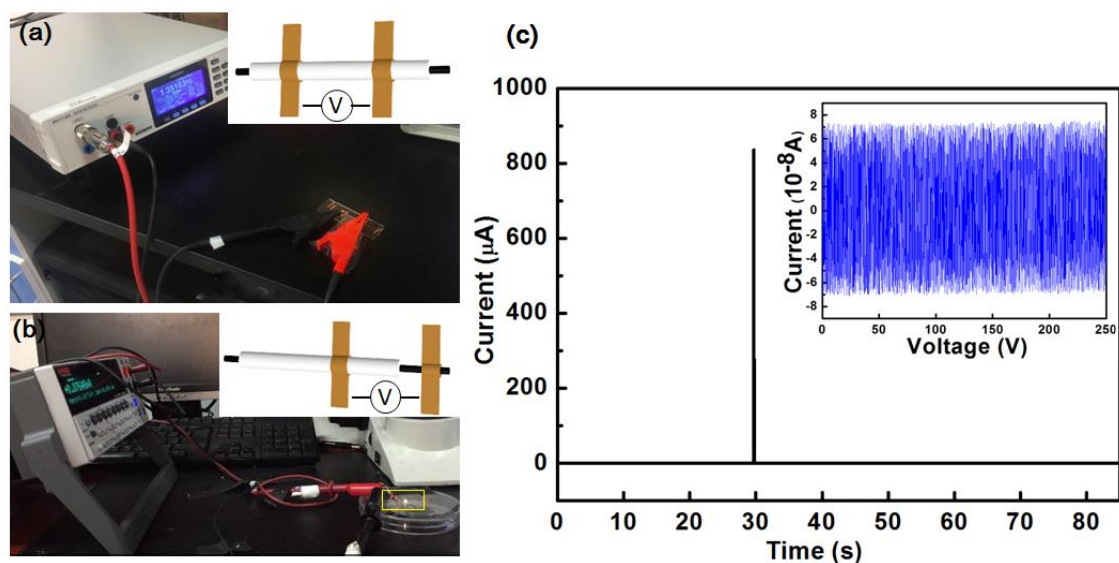 (a)
V
(b)
V
(c)
1000
800
600
400
200
0
Current (μA)
0 10 20 30 40 50 60 70 80
Time (s)
8
6
4
2
0
-2
-4
-6
-8
Current (10⁻⁸A)
0 50 100 150 200 250
Voltage (V)